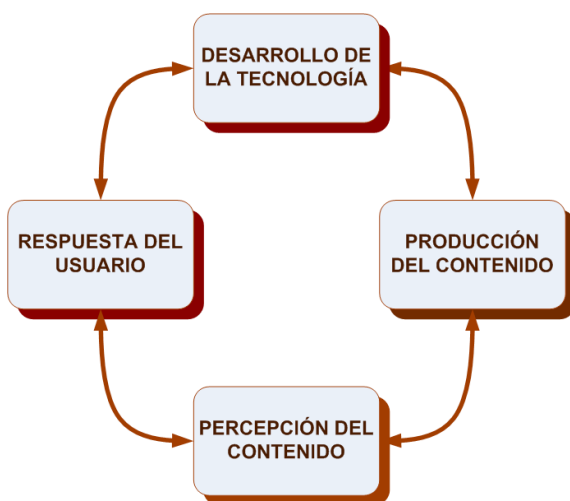 DESARROLLO DE
LA TECNOLOGÍA
RESPUESTA DEL
USUARIO
PRODUCCIÓN
DEL CONTENIDO
PERCEPCIÓN DEL
CONTENIDO